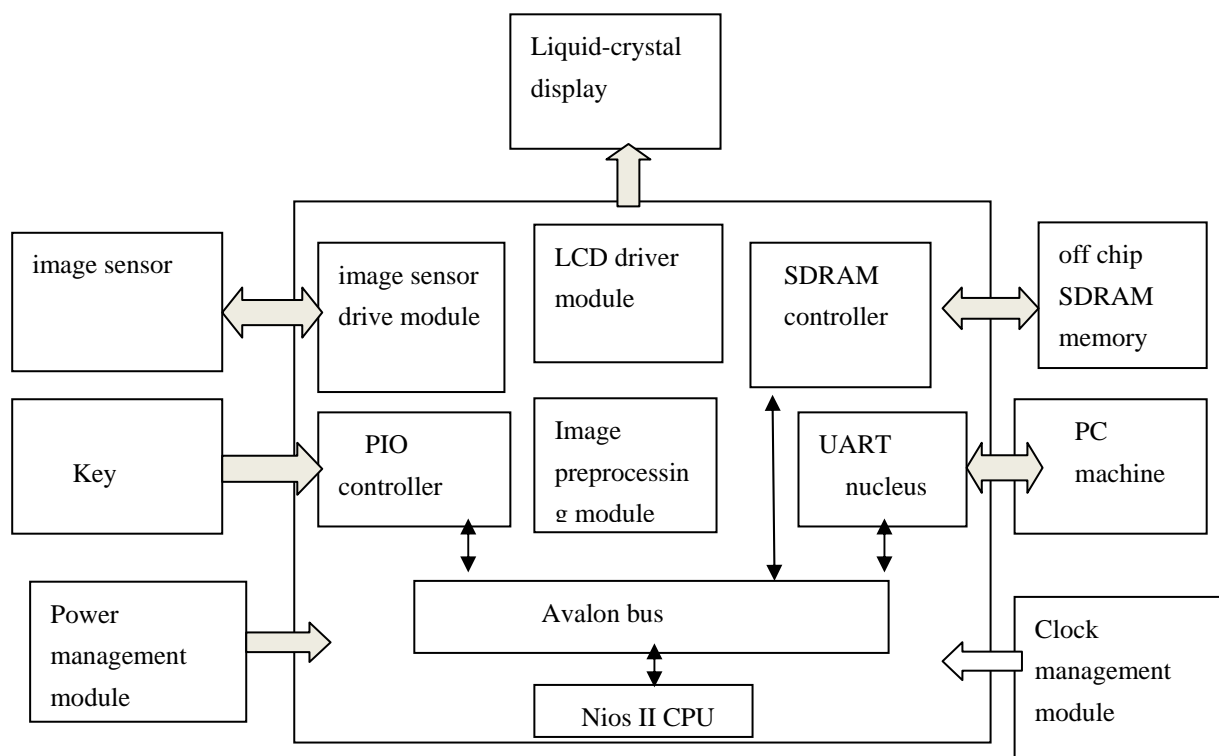 Liquid-crystal
display
image sensor
image sensor
drive module
LCD driver
module
SDRAM
controller
off chip
SDRAM
memory
Key
PIO
controller
Image
preprocessin
g module
UART
nucleus
PC
machine
Power
management
module
Avalon bus
Clock
management
module
Nios II CPU